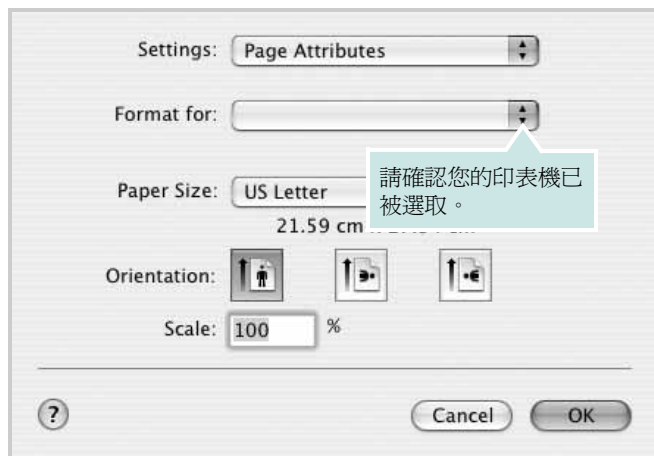 Settings: Page Attributes
Format for:
請確認您的印表機已
被選取。
Paper Size: US Letter
21.59 cm
Orientation:
Scale: 100 %
? Cancel OK